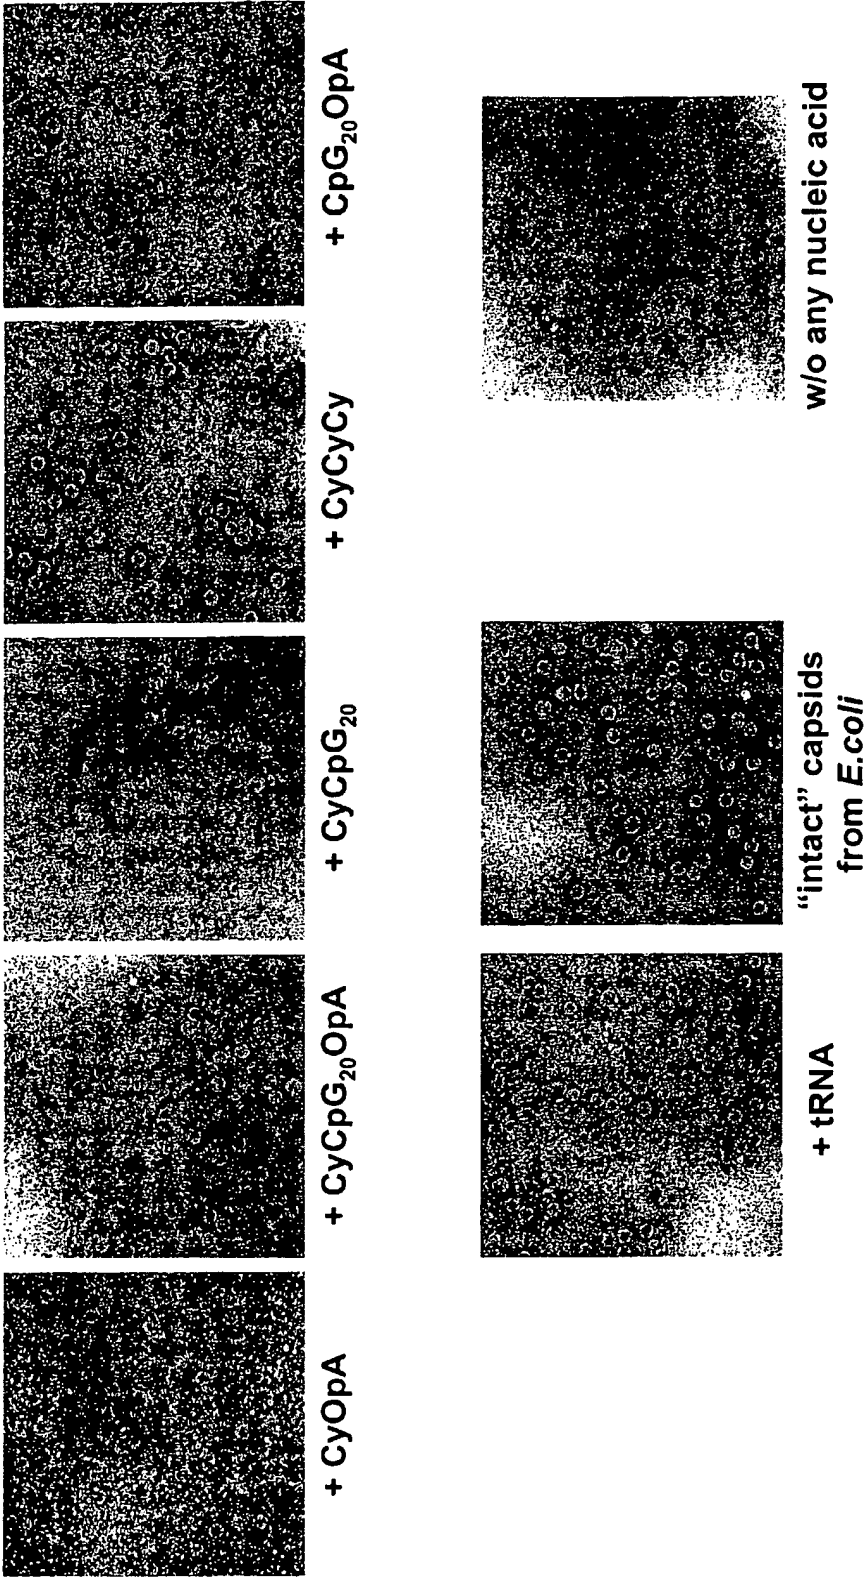 + CyOpA
+ CyCpG₂₀OpA
+ CyCpG₂₀
+ CyCyCy
+ CpG₂₀OpA
+ tRNA
“intact” capsids
from E.coli
w/o any nucleic acid